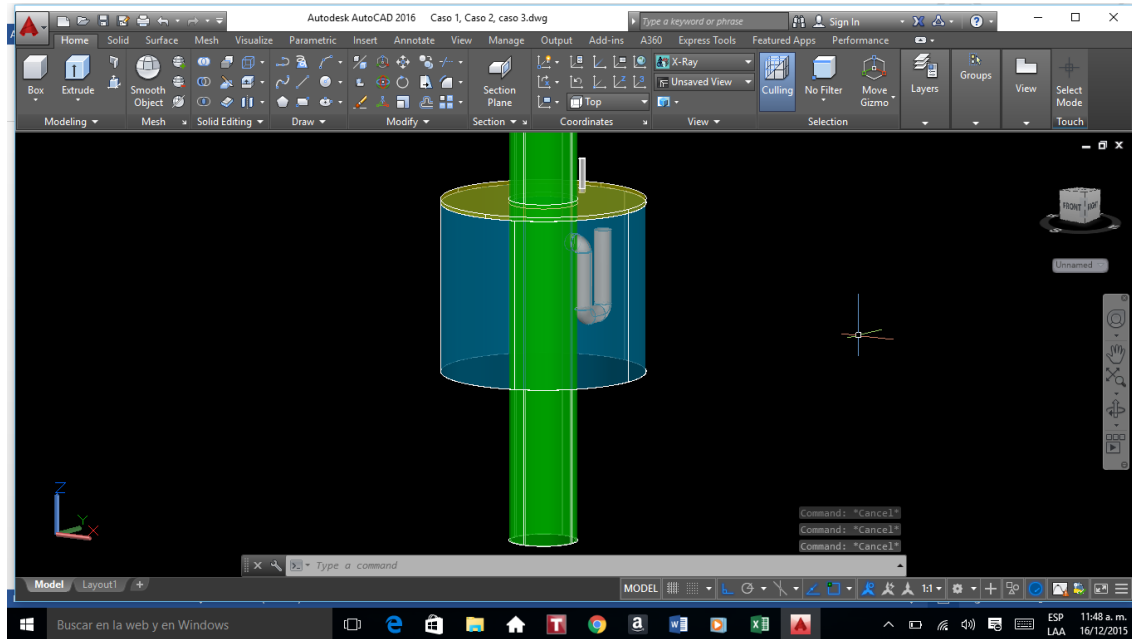 Autodesk AutoCAD 2016 Caso 1, Caso 2, caso 3.dwg
Type a keyword or phrase
Sign In
Home Solid Surface Mesh Visualize Parametric Insert Annotate View Manage Output Add-ins A360 Express Tools Featured Apps Performance
Box
Extrude
Smooth
Object
Section
Plane
X-Ray
Unsaved View
Top
Culling
No Filter
Move
Gizmo
Layers
Groups
View
Select
Mode
Modeling Mesh Solid Editing Draw Modify Section Coordinates View Selection Touch
FRONT
Unnamed
Z
Y
X
Command: *Cancel*
Command: *Cancel*
Command: *Cancel*
Type a command
Model Layout1 +
MODEL
1:1
Buscar en la web y en Windows
ESP
LAA
11:48 a. m.
16/12/2015